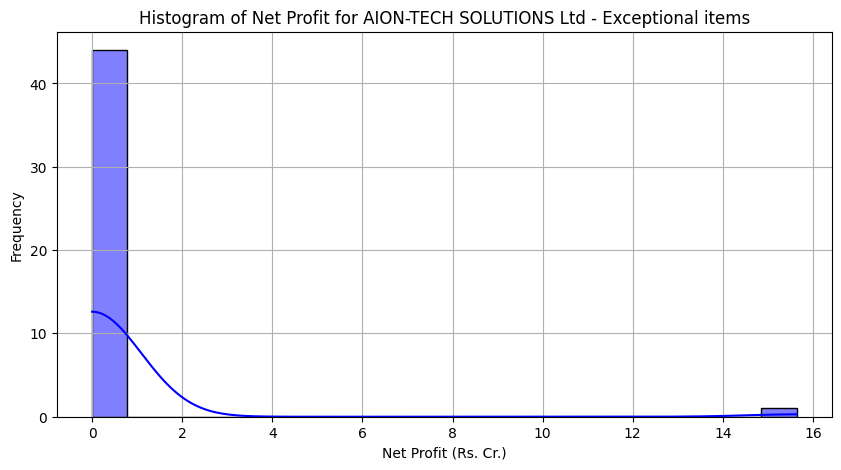 Histogram of Net Profit for AION-TECH SOLUTIONS Ltd - Exceptional items
Frequency
40
30
20
10
0
0 2 4 6 8 10 12 14 16
Net Profit (Rs. Cr.)